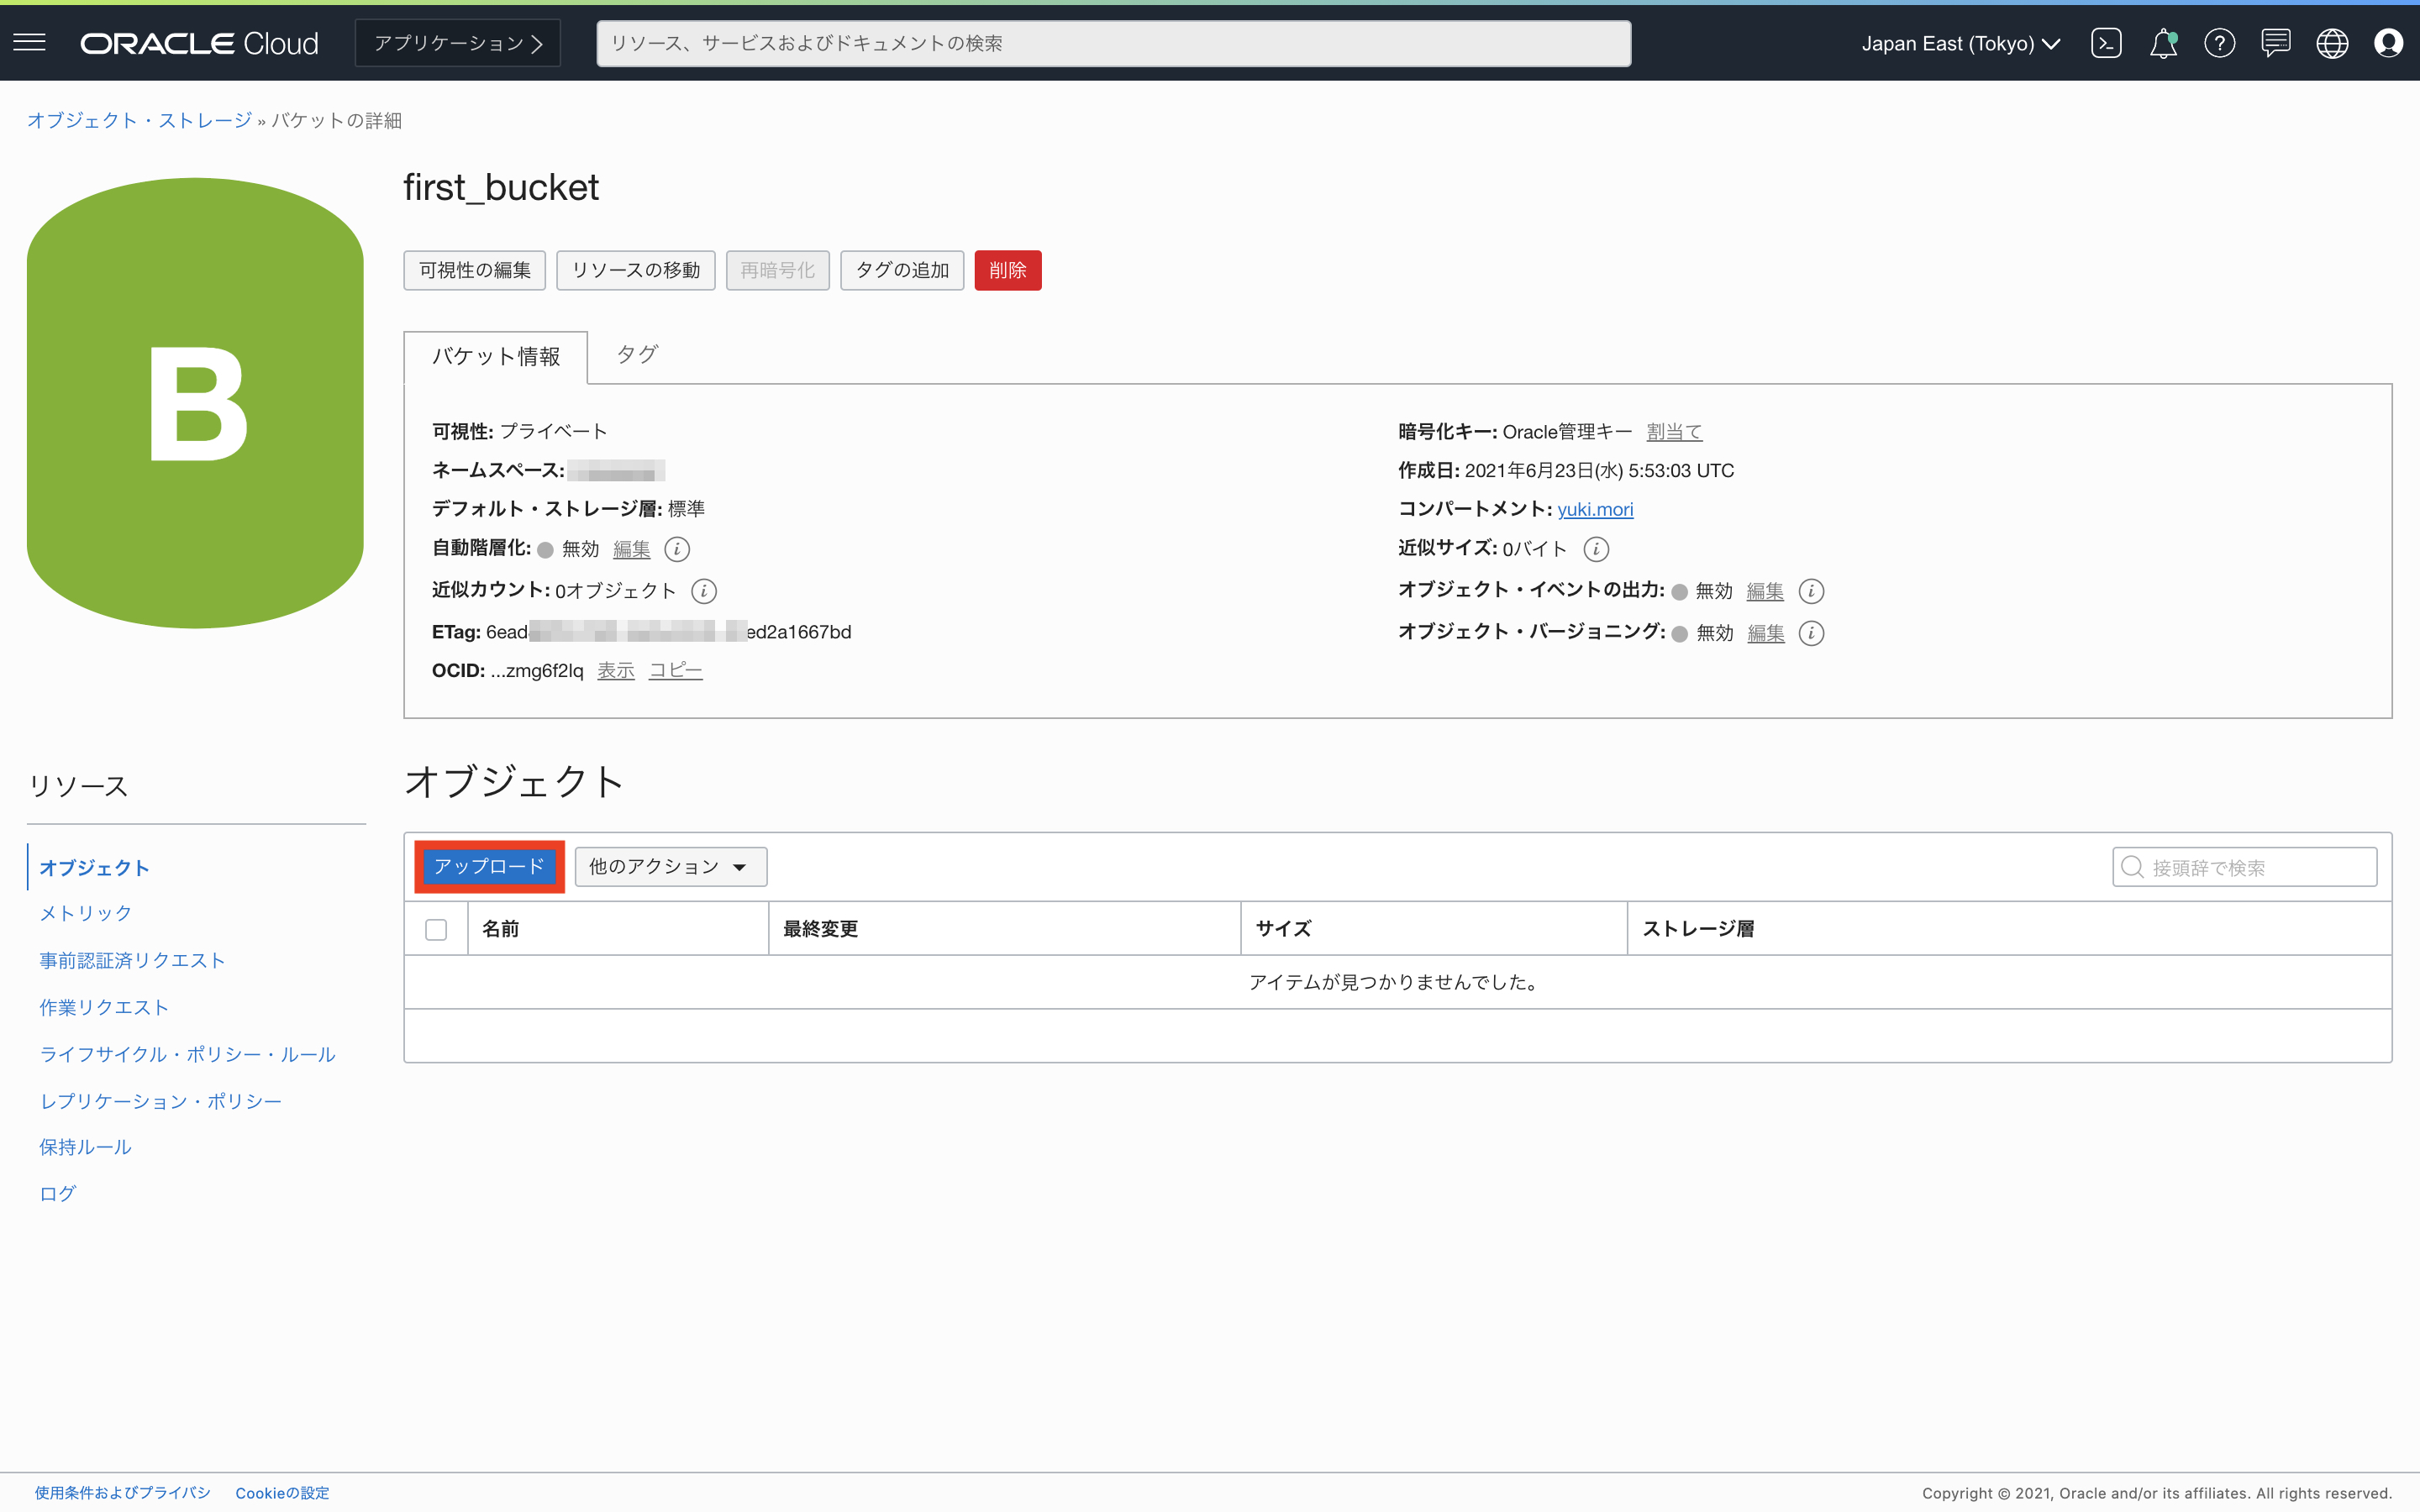 ORACLE Cloud
アプリケーション
リソース、サービスおよびドキュメントの検索
Japan East (Tokyo)
オブジェクト・ストレージ » バケットの詳細
B
first_bucket
可視性の編集 リソースの移動 再暗号化 タグの追加 削除
バケット情報 タグ
可視性: プライベート
ネームスペース:
デフォルト・ストレージ層: 標準
自動階層化: 無効 編集
近似カウント: 0オブジェクト
ETag: 6ead ed2a1667bd
OCID: ...zmg6f2lq 表示 コピー
暗号化キー: Oracle管理キー 割当て
作成日: 2021年6月23日(水) 5:53:03 UTC
コンパートメント: yuki.mori
近似サイズ: 0バイト
オブジェクト・イベントの出力: 無効 編集
オブジェクト・バージョニング: 無効 編集
リソース
オブジェクト
メトリック
事前認証済リクエスト
作業リクエスト
ライフサイクル・ポリシー・ルール
レプリケーション・ポリシー
保持ルール
ログ
オブジェクト
アップロード 他のアクション 接頭辞で検索
名前 最終変更 サイズ ストレージ層
アイテムが見つかりませんでした。
使用条件およびプライバシ Cookieの設定
Copyright © 2021, Oracle and/or its affiliates. All rights reserved.